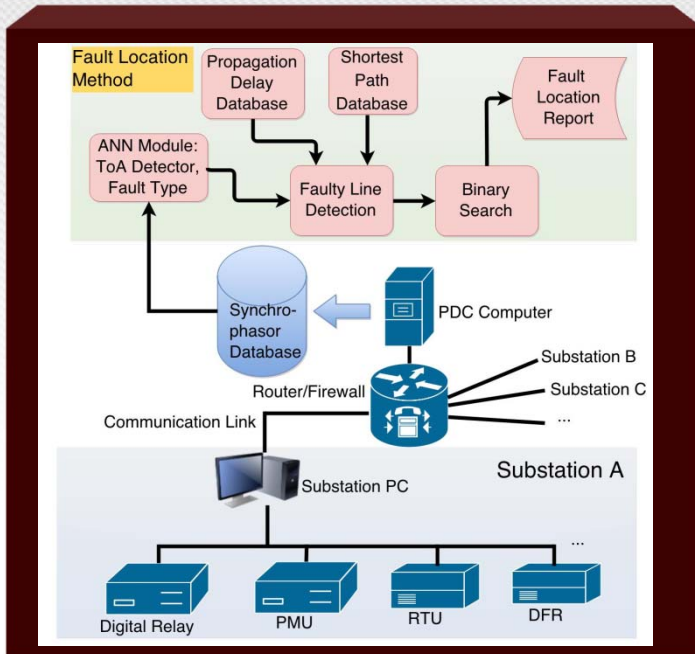 Fault Location
Method
Propagation
Delay
Database
Shortest
Path
Database
Fault
Location
Report
ANN Module:
ToA Detector,
Fault Type
Faulty Line
Detection
Binary
Search
Synchro-
phasor
Database
PDC Computer
Substation B
Router/Firewall
Substation C
...
Communication Link
Substation A
Substation PC
...
Digital Relay
PMU
RTU
DFR